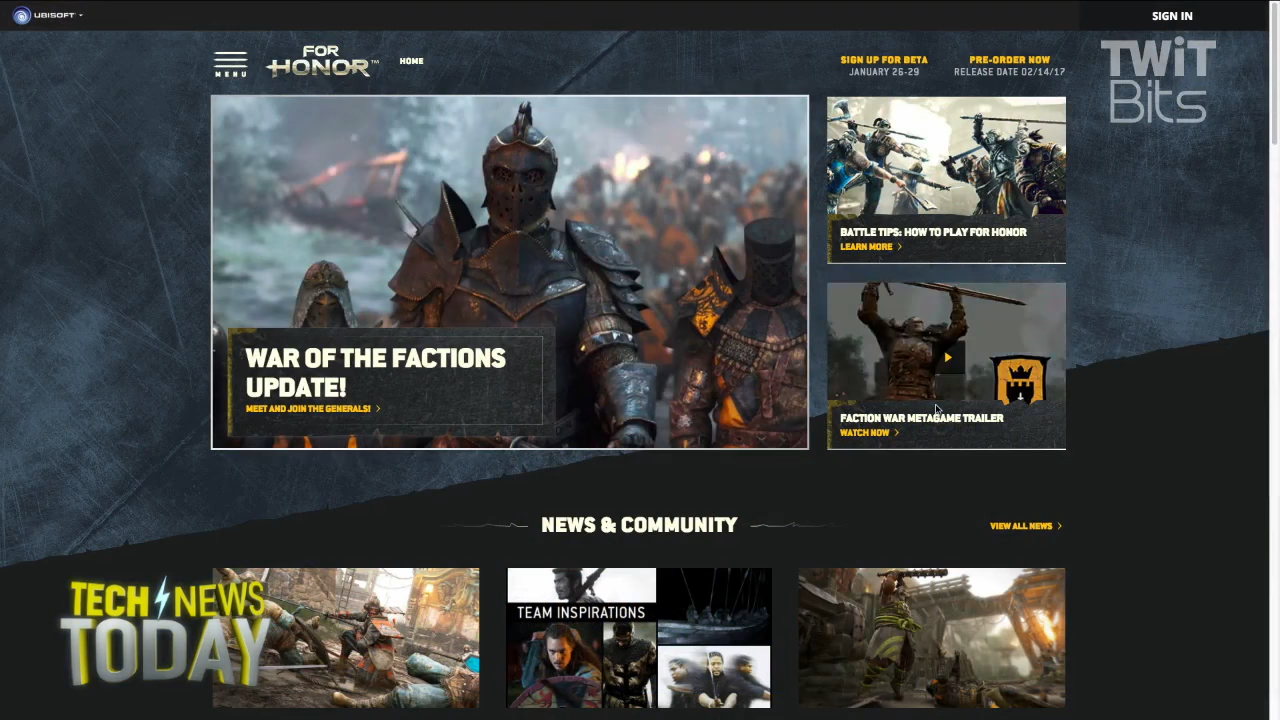 UBISOFT
SIGN IN
MENU
FOR
HONOR™
HOME
SIGN UP FOR BETA
JANUARY 26-29
PRE-ORDER NOW
RELEASE DATE 02/14/17
TWiT
Bits
WAR OF THE FACTIONS
UPDATE!
MEET AND JOIN THE GENERALS!
BATTLE TIPS: HOW TO PLAY FOR HONOR
LEARN MORE
FACTION WAR METAGAME TRAILER
WATCH NOW
NEWS & COMMUNITY
VIEW ALL NEWS
TEAM INSPIRATIONS
TECH NEWS
TODAY